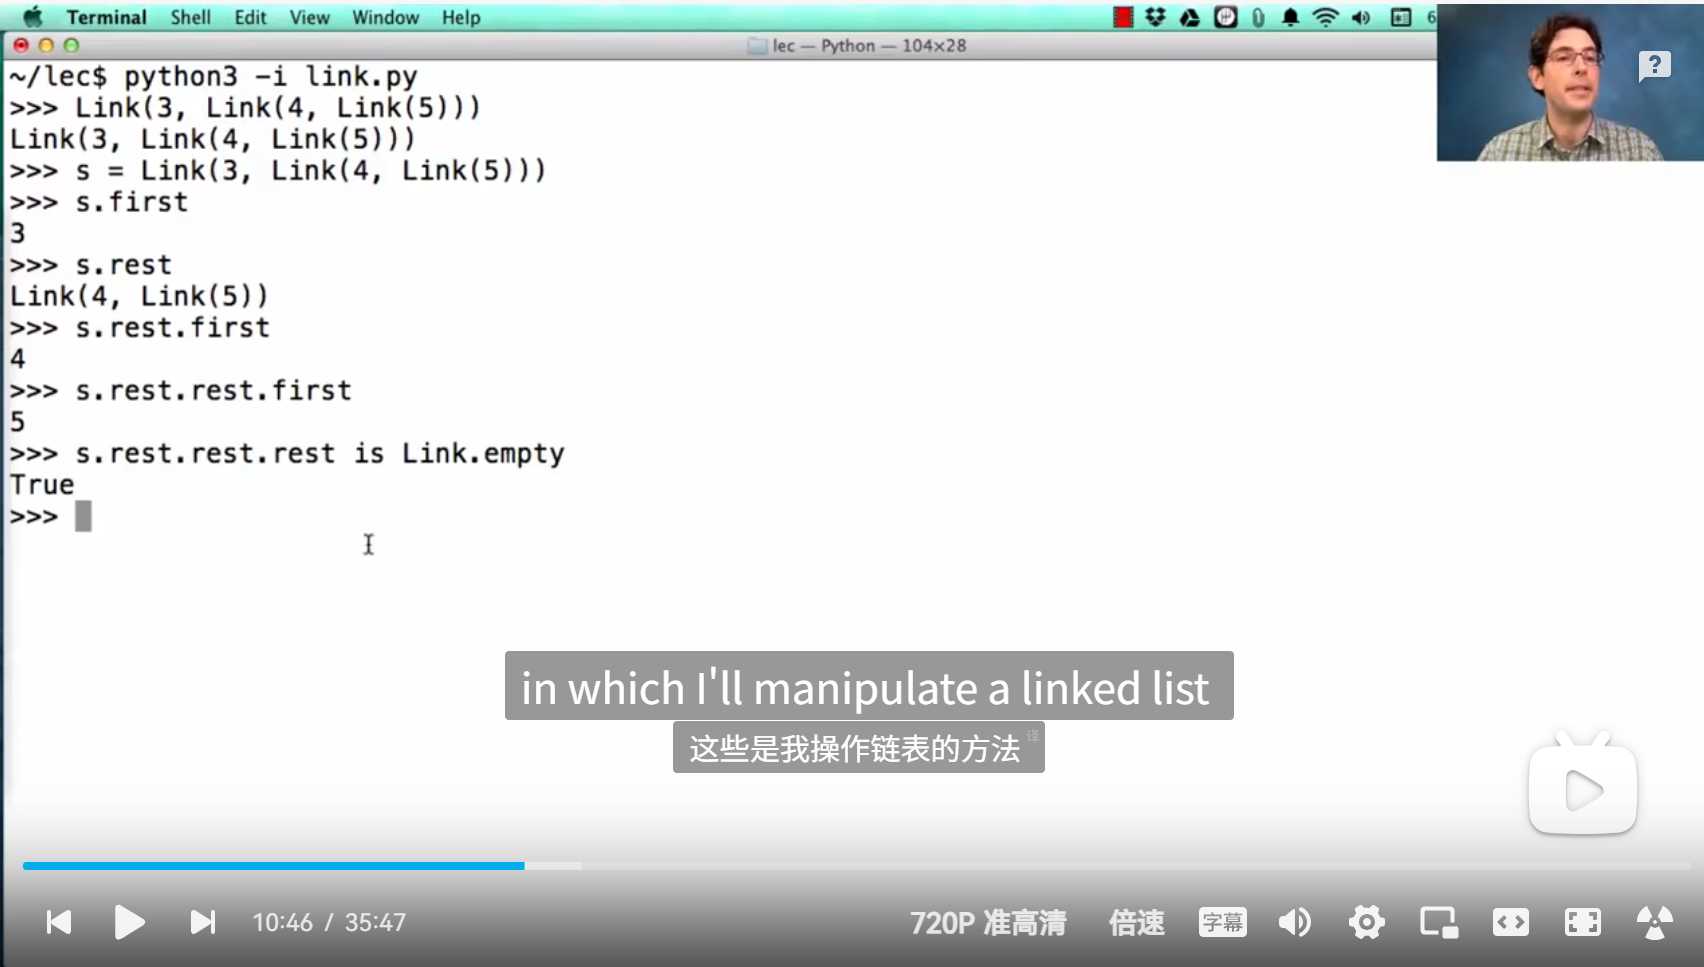 Terminal Shell Edit View Window Help 6
lec — Python — 104×28
?
~/lec$ python3 -i link.py
>>> Link(3, Link(4, Link(5)))
Link(3, Link(4, Link(5)))
>>> s = Link(3, Link(4, Link(5)))
>>> s.first
3
>>> s.rest
Link(4, Link(5))
>>> s.rest.first
4
>>> s.rest.rest.first
5
>>> s.rest.rest.rest is Link.empty
True
>>>
in which I'll manipulate a linked list
这些是我操作链表的方法 译
10:46 / 35:47 720P 准高清 倍速 字幕